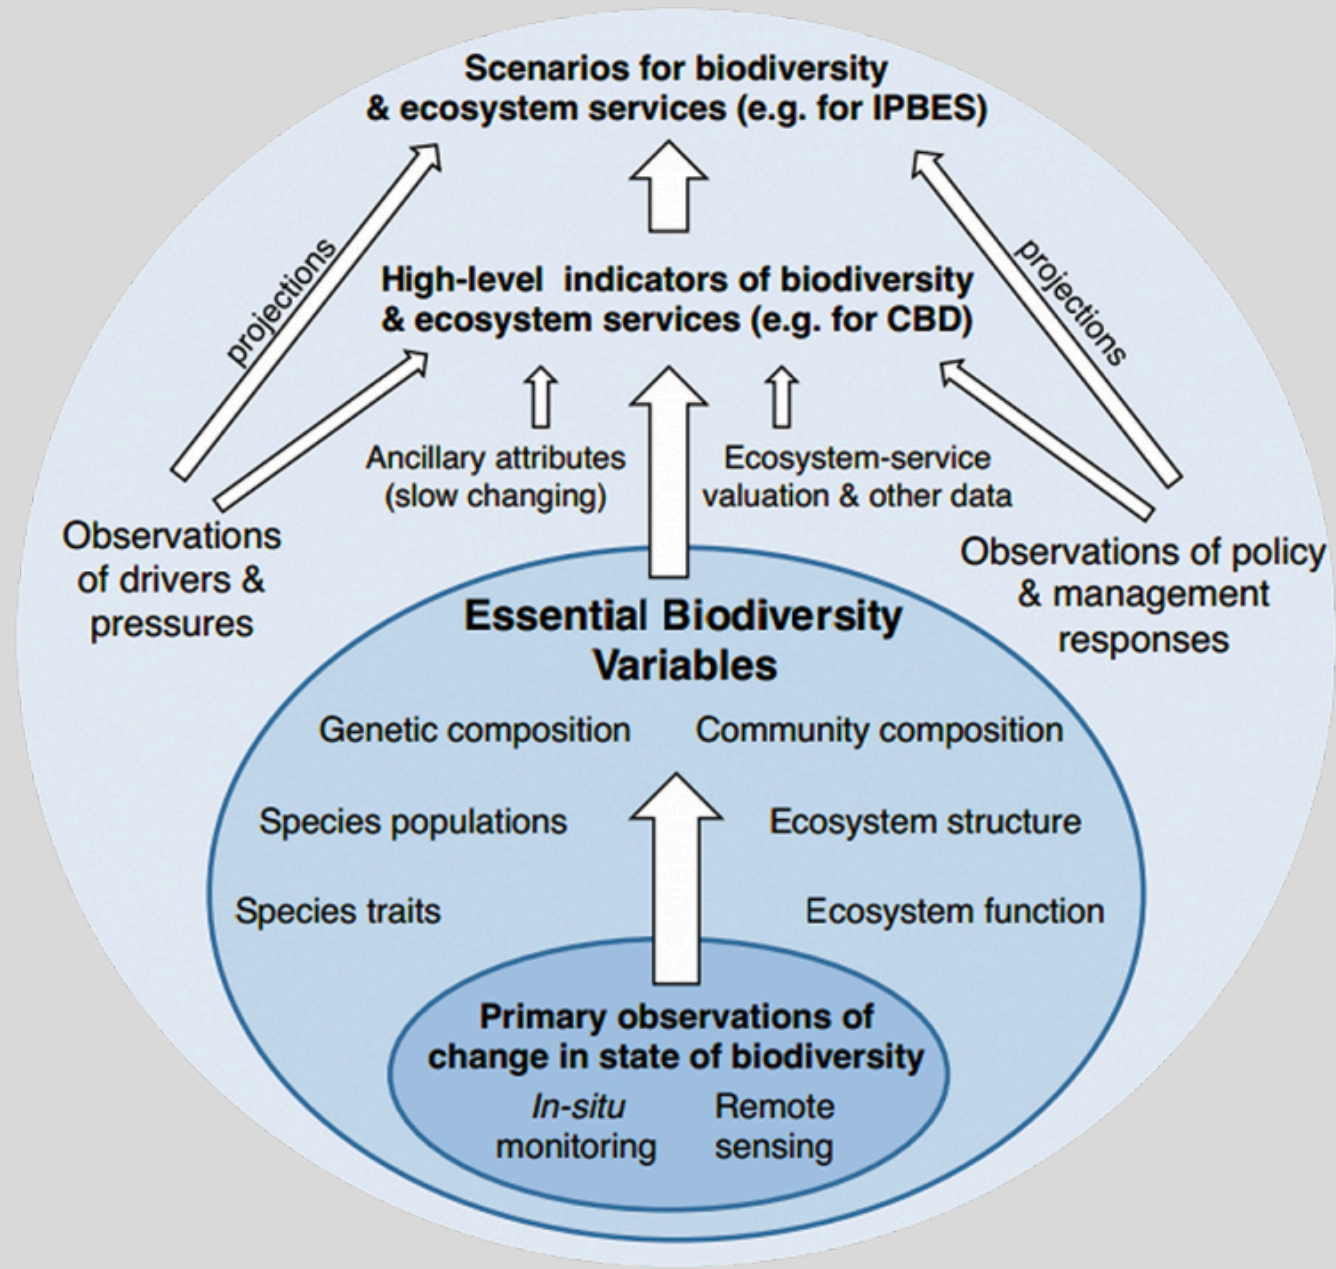 Scenarios for biodiversity
& ecosystem services (e.g. for IPBES)
projections
projections
High-level indicators of biodiversity
& ecosystem services (e.g. for CBD)
Ancillary attributes
(slow changing)
Ecosystem-service
valuation & other data
Observations
of drivers &
pressures
Observations of policy
& management
responses
Essential Biodiversity
Variables
Genetic composition
Community composition
Species populations
Ecosystem structure
Species traits
Ecosystem function
Primary observations of
change in state of biodiversity
In-situ
monitoring
Remote
sensing